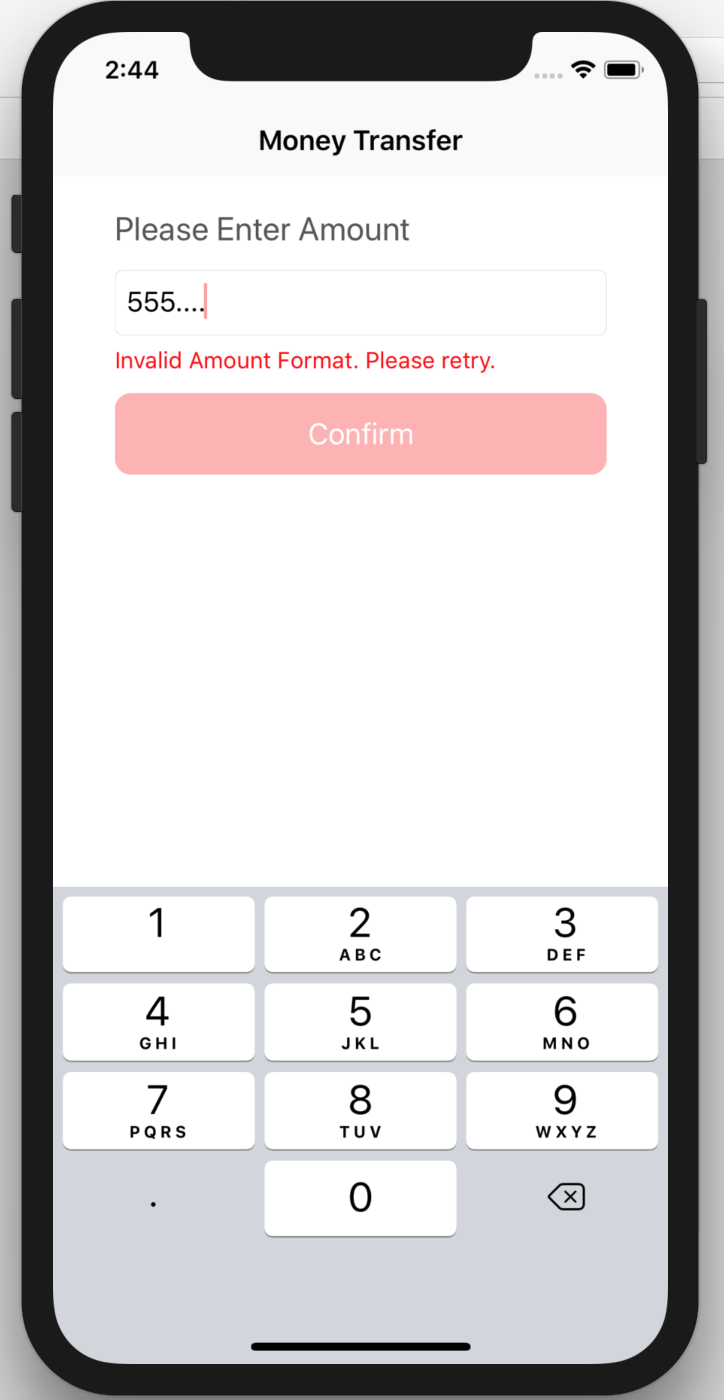 2:44
Money Transfer
Please Enter Amount
555....
Invalid Amount Format. Please retry.
Confirm
1 2 3
ABC DEF
4 5 6
GHI JKL MNO
7 8 9
PQRS TUV WXYZ
. 0